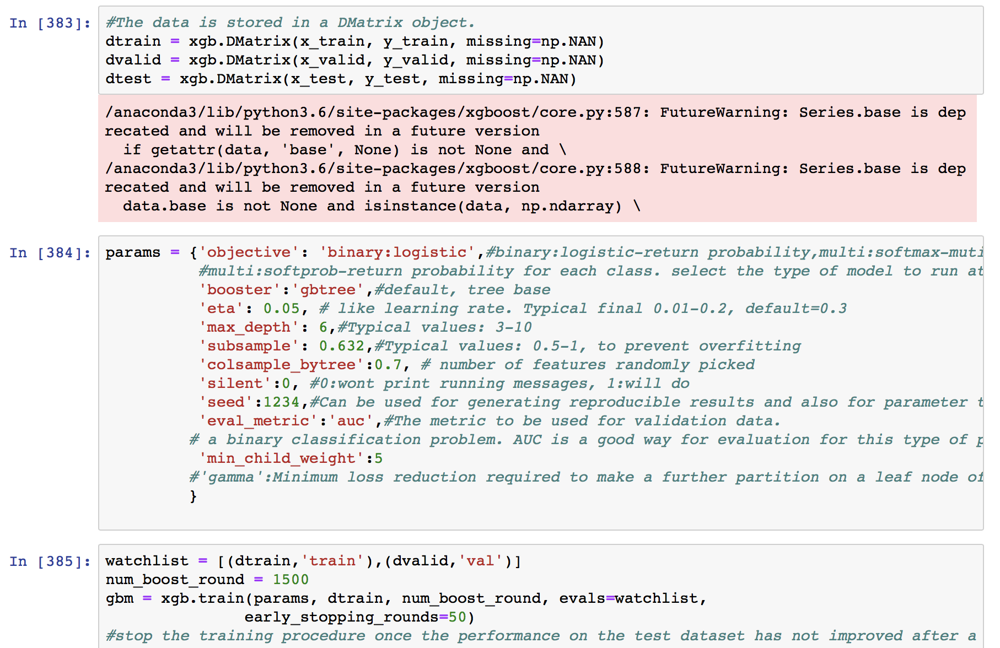 In [383]:
#The data is stored in a DMatrix object.
dtrain = xgb.DMatrix(x_train, y_train, missing=np.NAN)
dvalid = xgb.DMatrix(x_valid, y_valid, missing=np.NAN)
dtest = xgb.DMatrix(x_test, y_test, missing=np.NAN)
/anaconda3/lib/python3.6/site-packages/xgboost/core.py:587: FutureWarning: Series.base is dep
recated and will be removed in a future version
  if getattr(data, 'base', None) is not None and \
/anaconda3/lib/python3.6/site-packages/xgboost/core.py:588: FutureWarning: Series.base is dep
recated and will be removed in a future version
  data.base is not None and isinstance(data, np.ndarray) \
In [384]:
params = {'objective': 'binary:logistic',#binary:logistic-return probability,multi:softmax-muti
          #multi:softprob-return probability for each class. select the type of model to run at
          'booster':'gbtree',#default, tree base
          'eta': 0.05, # like learning rate. Typical final 0.01-0.2, default=0.3
          'max_depth': 6,#Typical values: 3-10
          'subsample': 0.632,#Typical values: 0.5-1, to prevent overfitting
          'colsample_bytree':0.7, # number of features randomly picked
          'silent':0, #0:wont print running messages, 1:will do
          'seed':1234,#Can be used for generating reproducible results and also for parameter t
          'eval_metric':'auc',#The metric to be used for validation data.
         # a binary classification problem. AUC is a good way for evaluation for this type of p
          'min_child_weight':5
         #'gamma':Minimum loss reduction required to make a further partition on a leaf node of
         }
In [385]:
watchlist = [(dtrain,'train'),(dvalid,'val')]
num_boost_round = 1500
gbm = xgb.train(params, dtrain, num_boost_round, evals=watchlist,
               early_stopping_rounds=50)
#stop the training procedure once the performance on the test dataset has not improved after a